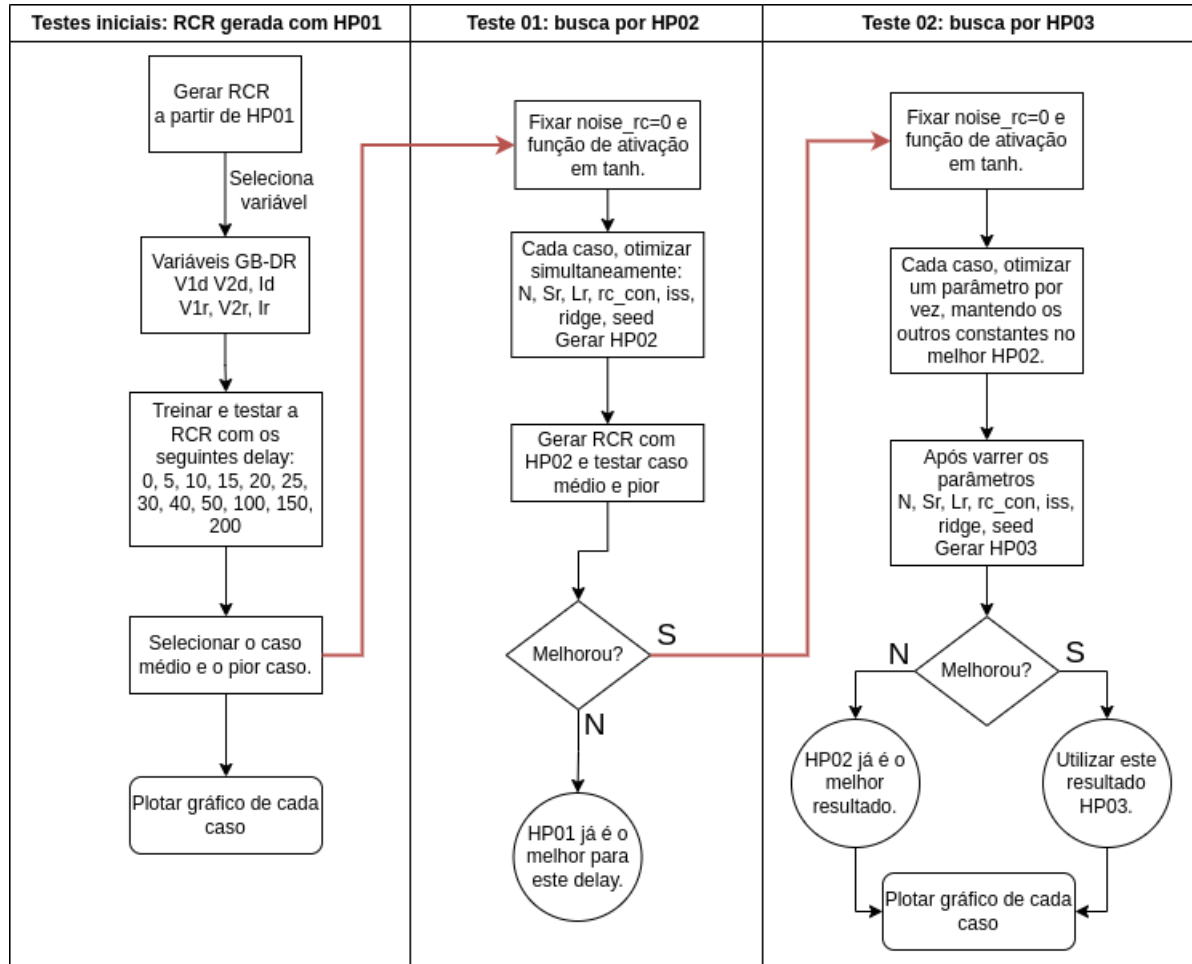 Testes iniciais: RCR gerada com HP01
Gerar RCR
a partir de HP01
Seleciona
variável
Variáveis GB-DR
V1d V2d, Id
V1r, V2r, Ir
Treinar e testar a
RCR com os
seguintes delay:
0, 5, 10, 15, 20, 25,
30, 40, 50, 100, 150,
200
Selecionar o caso
médio e o pior caso.
Plotar gráfico de cada
caso
Teste 01: busca por HP02
Fixar noise_rc=0 e
função de ativação
em tanh.
Cada caso, otimizar
simultaneamente:
N, Sr, Lr, rc_con, iss,
ridge, seed
Gerar HP02
Gerar RCR com
HP02 e testar caso
médio e pior
Melhorou?
S
N
HP01 já é o
melhor para
este delay.
Teste 02: busca por HP03
Fixar noise_rc=0 e
função de ativação
em tanh.
Cada caso, otimizar
um parâmetro por
vez, mantendo os
outros constantes no
melhor HP02.
Após varrer os
parâmetros
N, Sr, Lr, rc_con, iss,
ridge, seed
Gerar HP03
Melhorou?
N
S
HP02 já é o
melhor
resultado.
Utilizar este
resultado
HP03.
Plotar gráfico de cada
caso